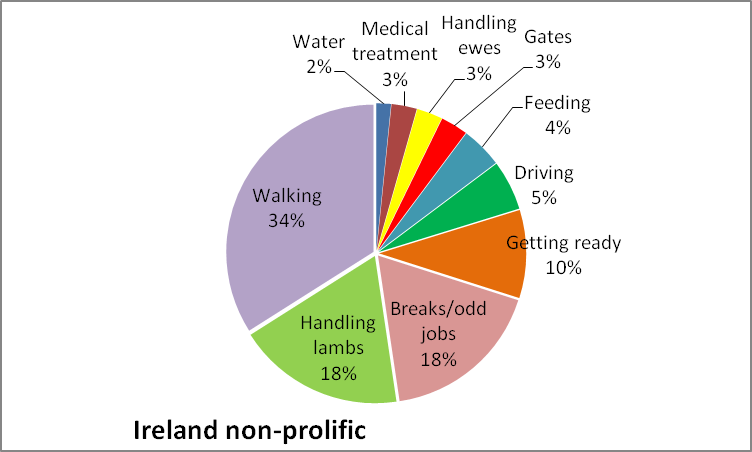 Water
2%
Medical
treatment
3%
Handling
ewes
3%
Gates
3%
Feeding
4%
Driving
5%
Getting ready
10%
Breaks/odd
jobs
18%
Handling
lambs
18%
Walking
34%
Ireland non-prolific